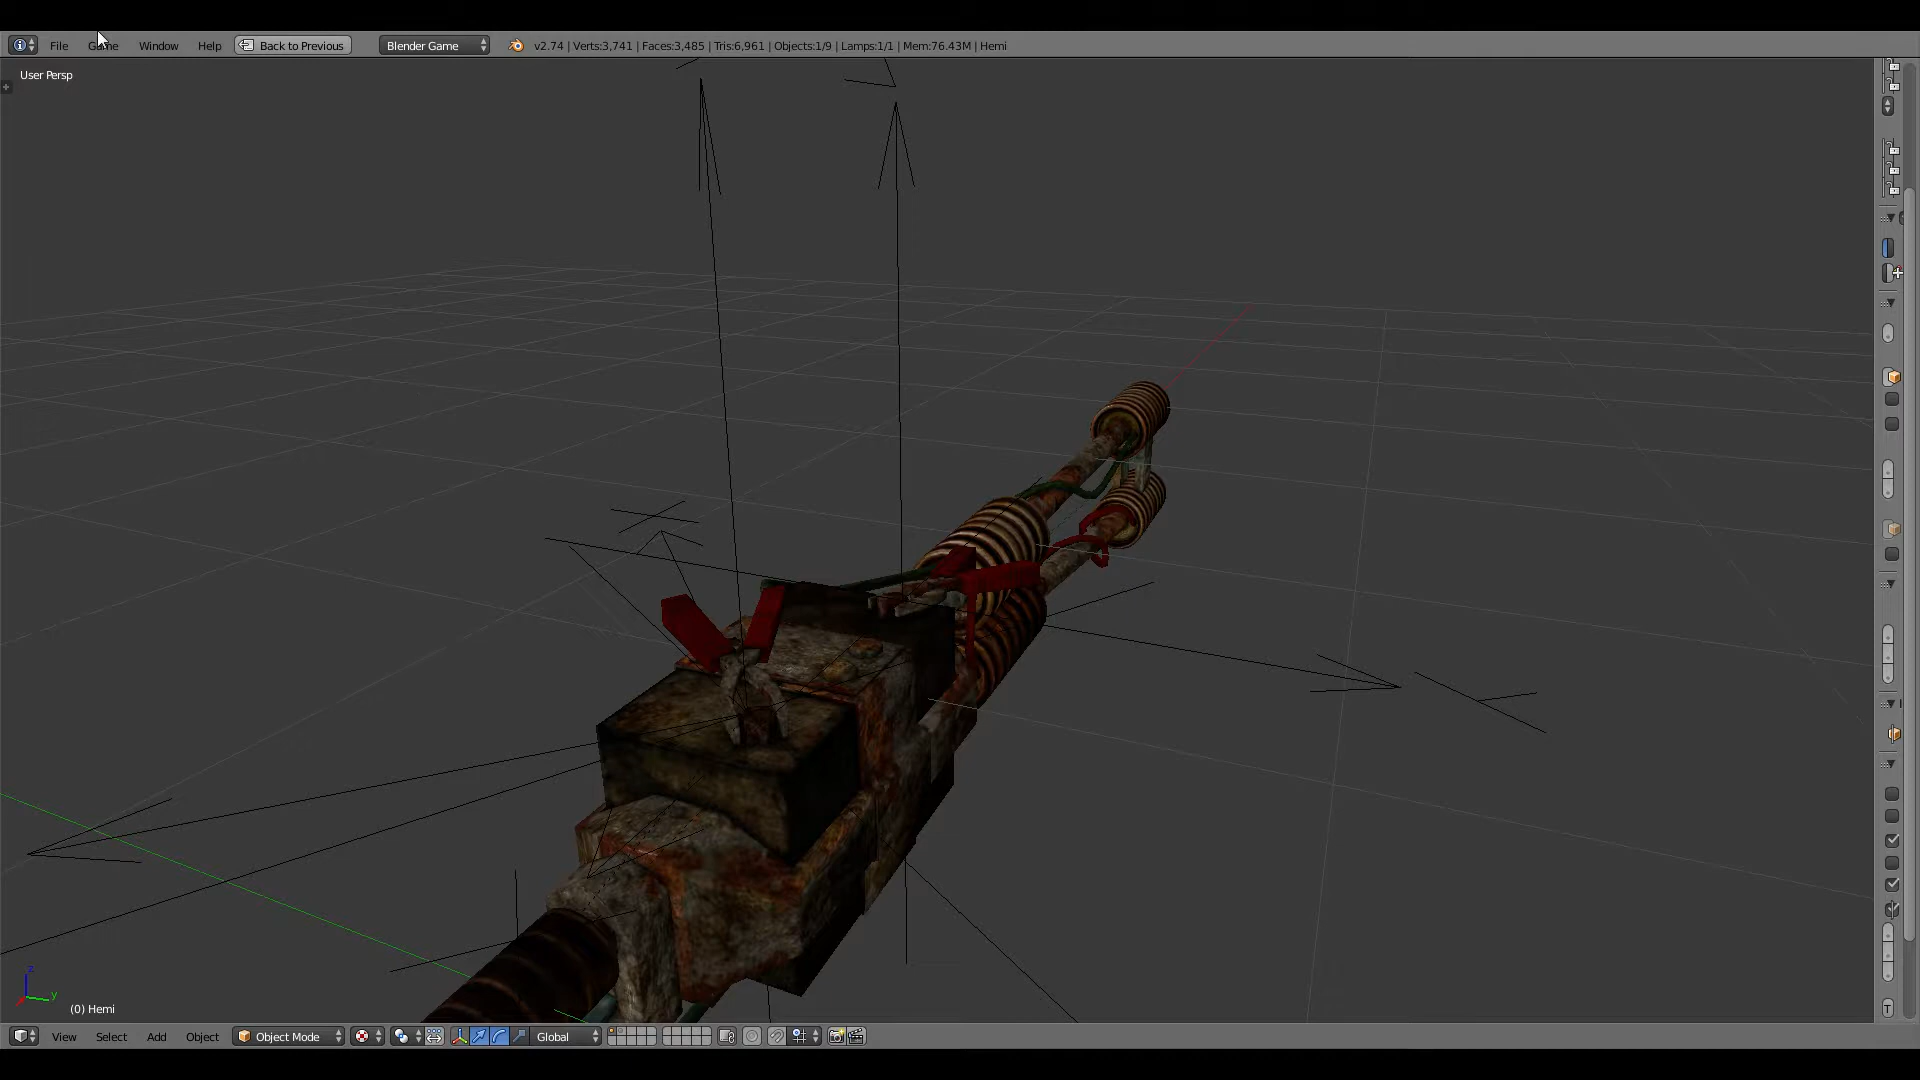 File Game Window Help Back to Previous Blender Game v2.74 | Verts:3,741 | Faces:3,485 | Tris:6,961 | Objects:1/9 | Lamps:1/1 | Mem:76.43M | Hemi
User Persp
z
y
(0) Hemi
View Select Add Object Object Mode Global
T